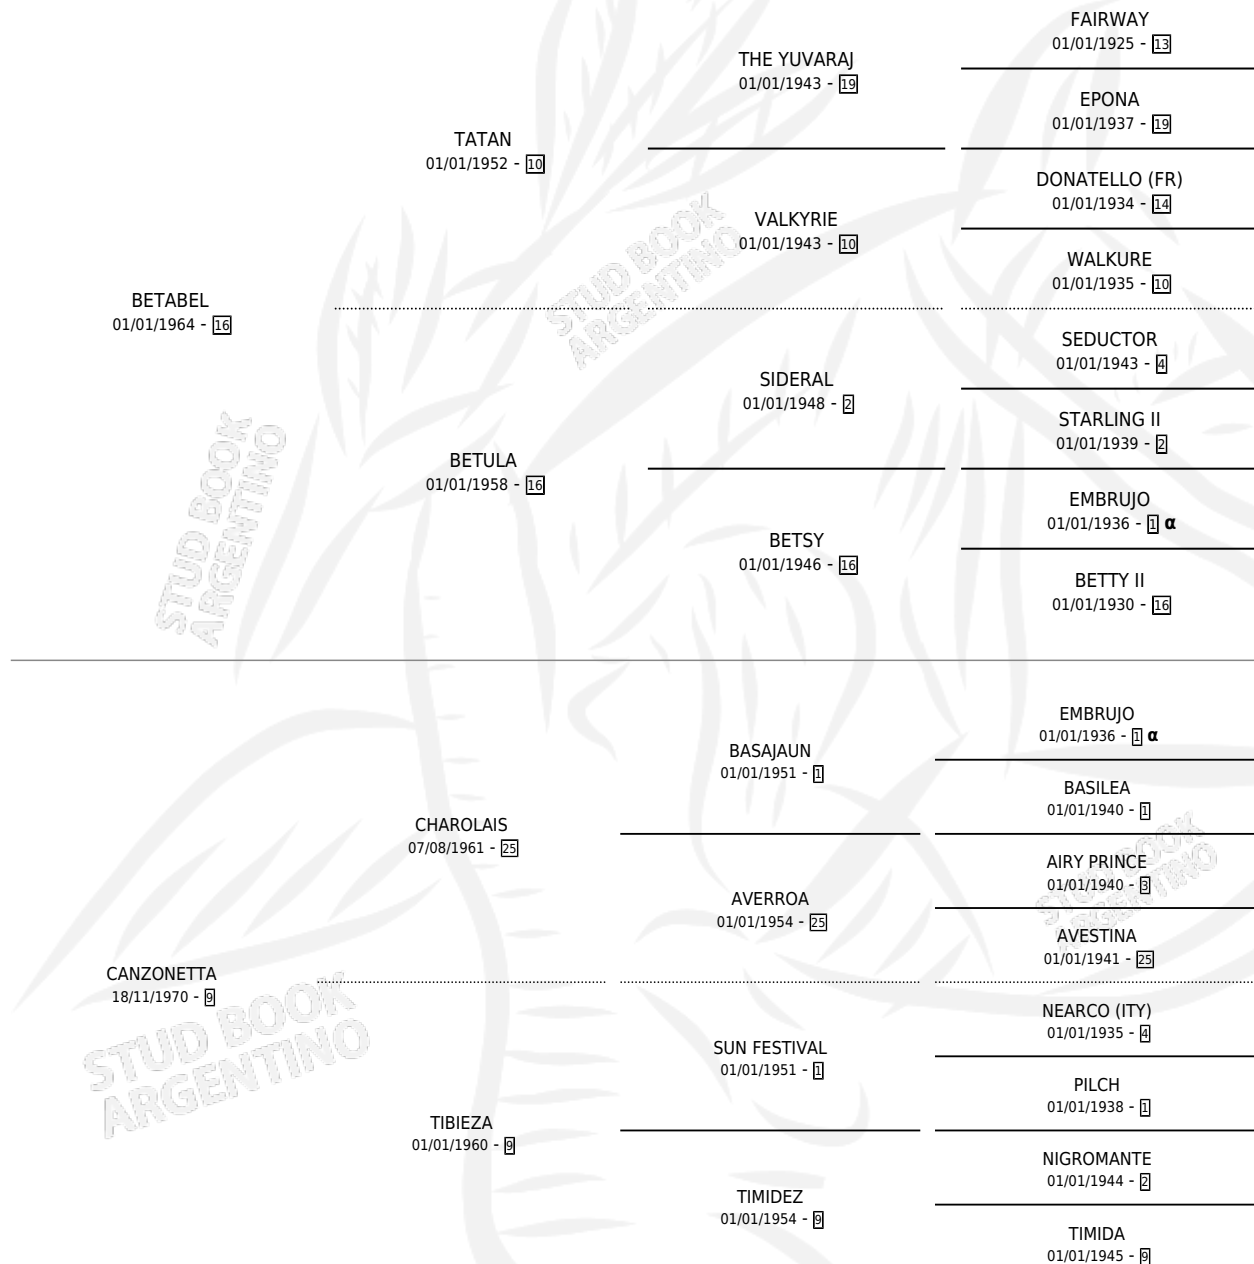 FAIRWAY
01/01/1925 - 13
THE YUVARAJ
01/01/1943 - 19
EPONA
01/01/1937 - 19
TATAN
01/01/1952 - 10
DONATELLO (FR)
01/01/1934 - 14
VALKYRIE
01/01/1943 - 10
WALKURE
01/01/1935 - 10
BETABEL
01/01/1964 - 16
SEDUCTOR
01/01/1943 - 4
SIDERAL
01/01/1948 - 2
STARLING II
01/01/1939 - 2
BETULA
01/01/1958 - 16
EMBRUJO
01/01/1936 - 1 α
BETSY
01/01/1946 - 16
BETTY II
01/01/1930 - 16
STUD BOOK
ARGENTINO
STUD BOOK
ARGENTINO
EMBRUJO
01/01/1936 - 1 α
BASAJAUN
01/01/1951 - 1
BASILEA
01/01/1940 - 1
CHAROLAIS
07/08/1961 - 25
AIRY PRINCE
01/01/1940 - 3
AVERROA
01/01/1954 - 25
AVESTINA
01/01/1941 - 25
CANZONETTA
18/11/1970 - 9
NEARCO (ITY)
01/01/1935 - 4
SUN FESTIVAL
01/01/1951 - 1
PILCH
01/01/1938 - 1
TIBIEZA
01/01/1960 - 9
NIGROMANTE
01/01/1944 - 2
TIMIDEZ
01/01/1954 - 9
TIMIDA
01/01/1945 - 9
STUD BOOK
ARGENTINO
STUD BOOK
ARGENTINO